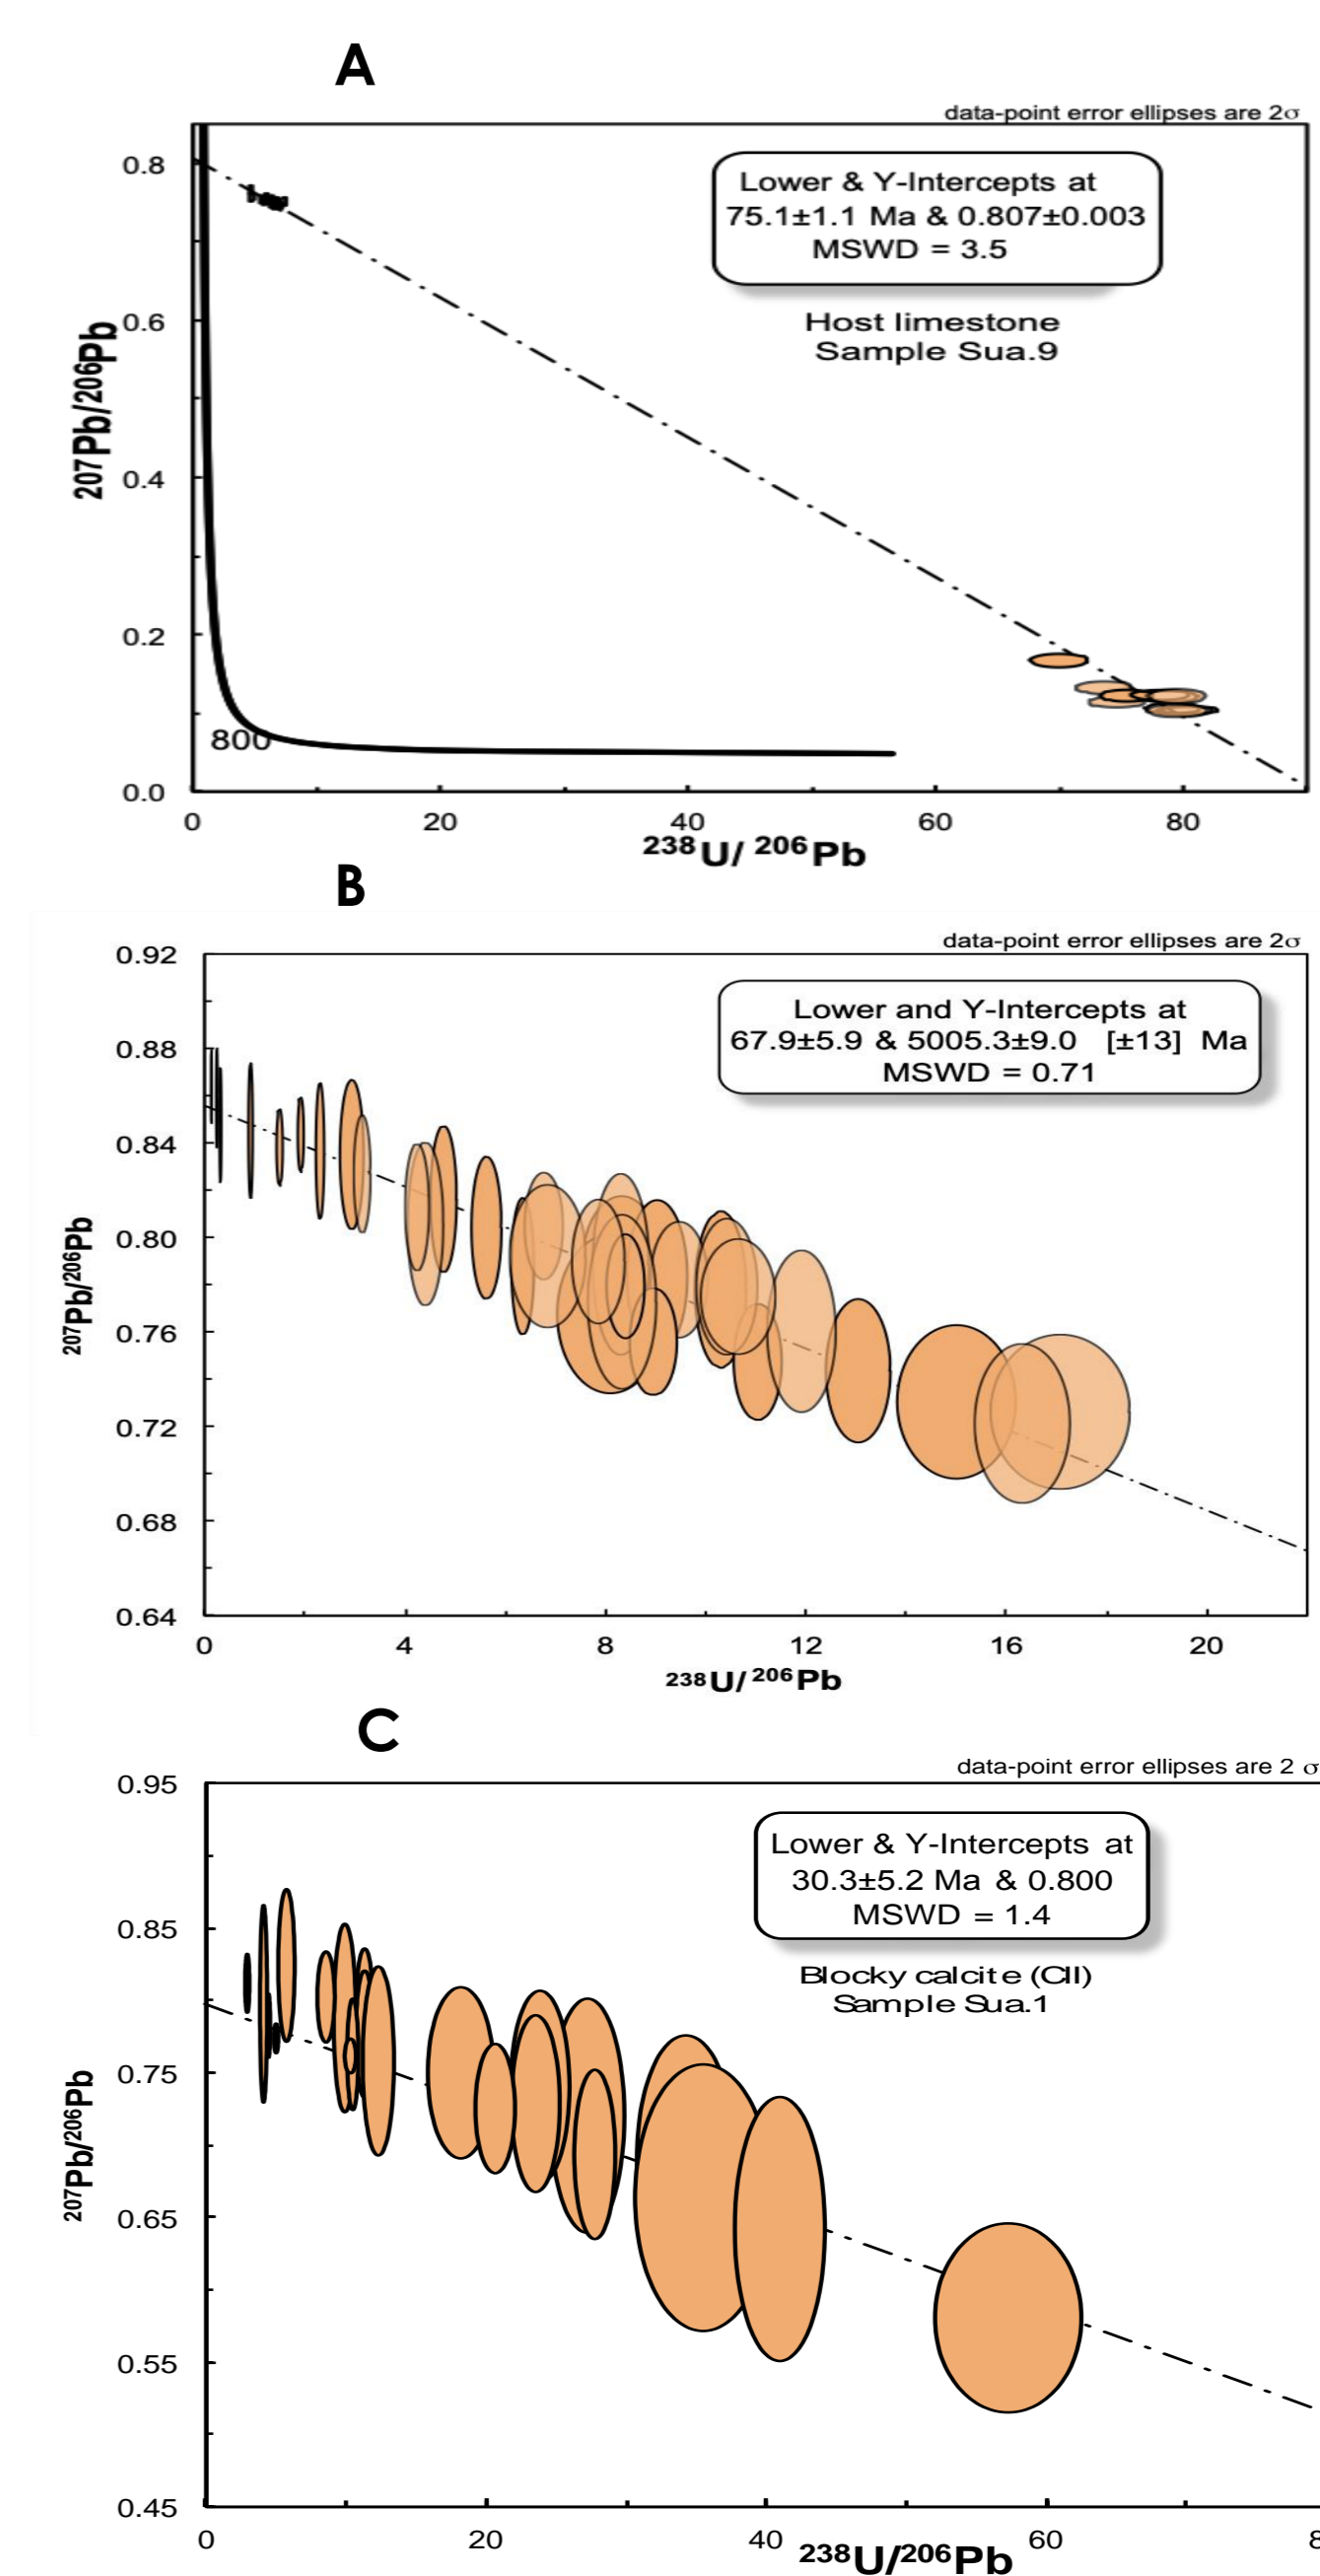 A
data-point error ellipses are 2σ
Lower & Y-Intercepts at
75.1±1.1 Ma & 0.807±0.003
MSWD = 3.5
Host limestone
Sample Sua.9
207Pb/206Pb
0.8
0.6
0.4
0.2
0.0
800
0 20 40 60 80
238U/ 206Pb
B
data-point error ellipses are 2σ
Lower and Y-Intercepts at
67.9±5.9 & 5005.3±9.0 [±13] Ma
MSWD = 0.71
207Pb/206Pb
0.92
0.88
0.84
0.80
0.76
0.72
0.68
0.64
0 4 8 12 16 20
238U/ 206Pb
C
data-point error ellipses are 2 σ
Lower & Y-Intercepts at
30.3±5.2 Ma & 0.800
MSWD = 1.4
Blocky calcite (CII)
Sample Sua.1
207Pb/206Pb
0.95
0.85
0.75
0.65
0.55
0.45
0 20 40 60 8
238U/206Pb